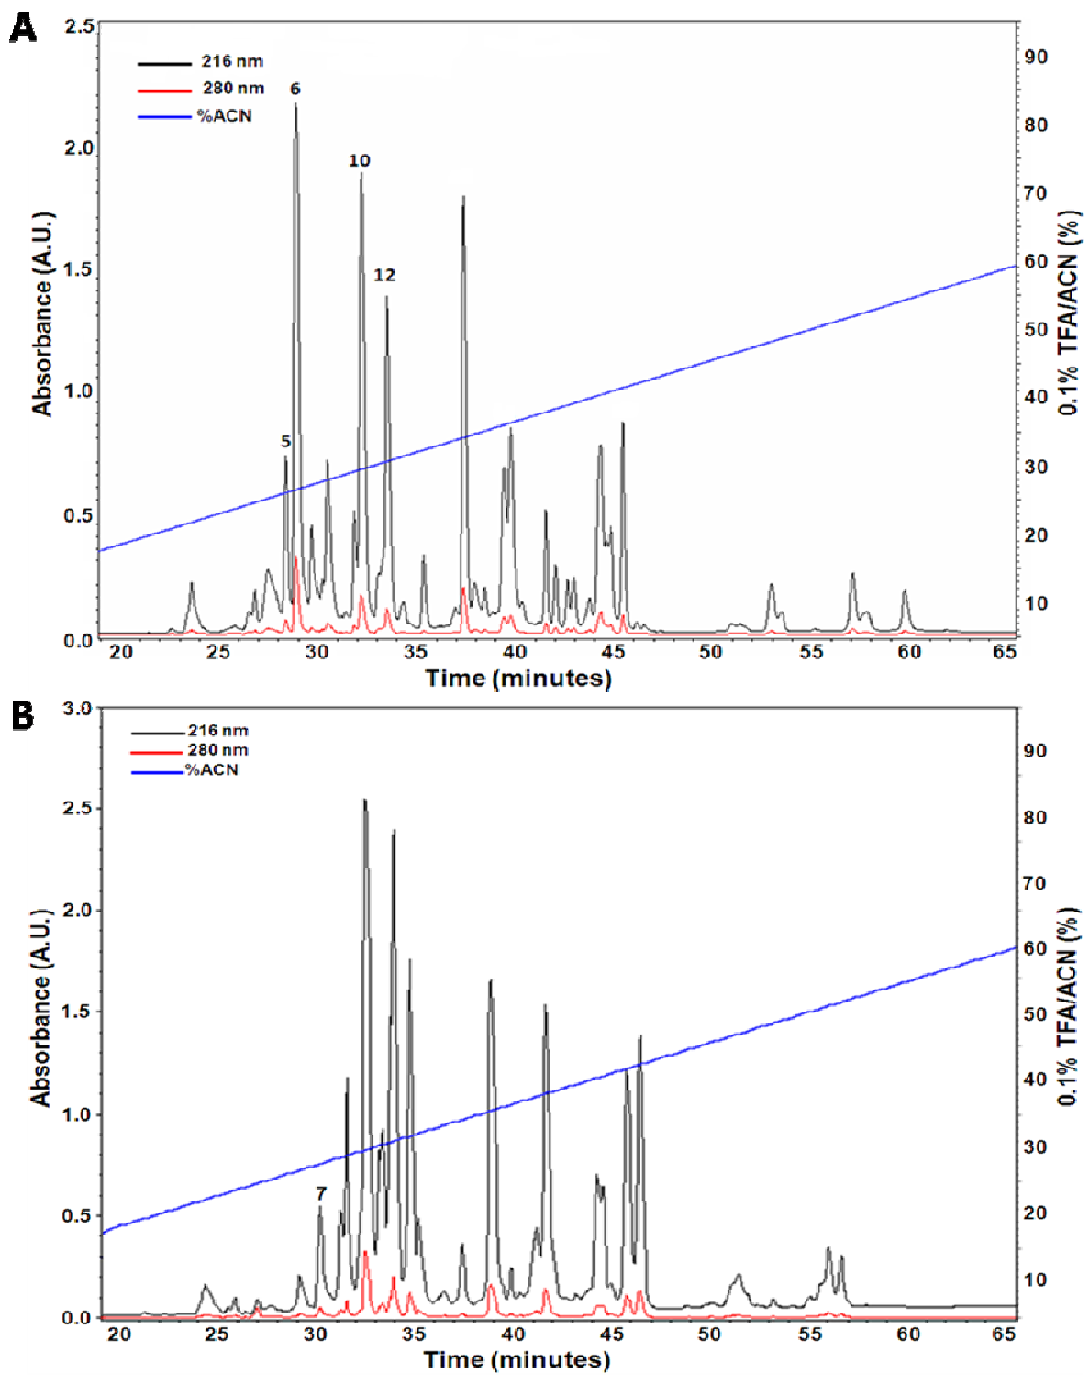 A
2.5
2.0
1.5
1.0
0.5
0.0
Absorbance (A.U.)
216 nm
280 nm
%ACN
5
6
10
12
90
80
70
60
50
40
30
20
10
0.1% TFA/ACN (%)
20 25 30 35 40 45 50 55 60 65
Time (minutes)
B
3.0
2.5
2.0
1.5
1.0
0.5
0.0
Absorbance (A.U.)
216 nm
280 nm
%ACN
7
90
80
70
60
50
40
30
20
10
0.1% TFA/ACN (%)
20 25 30 35 40 45 50 55 60 65
Time (minutes)